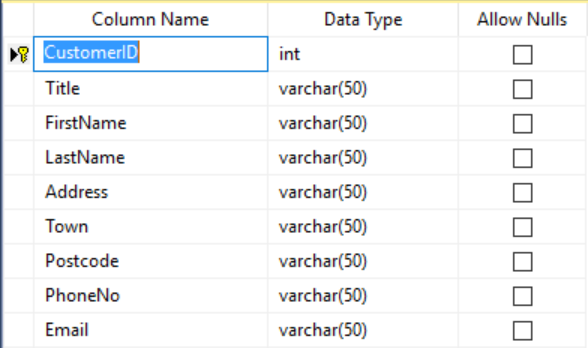 Column Name Data Type Allow Nulls
CustomerID int
Title varchar(50)
FirstName varchar(50)
LastName varchar(50)
Address varchar(50)
Town varchar(50)
Postcode varchar(50)
PhoneNo varchar(50)
Email varchar(50)